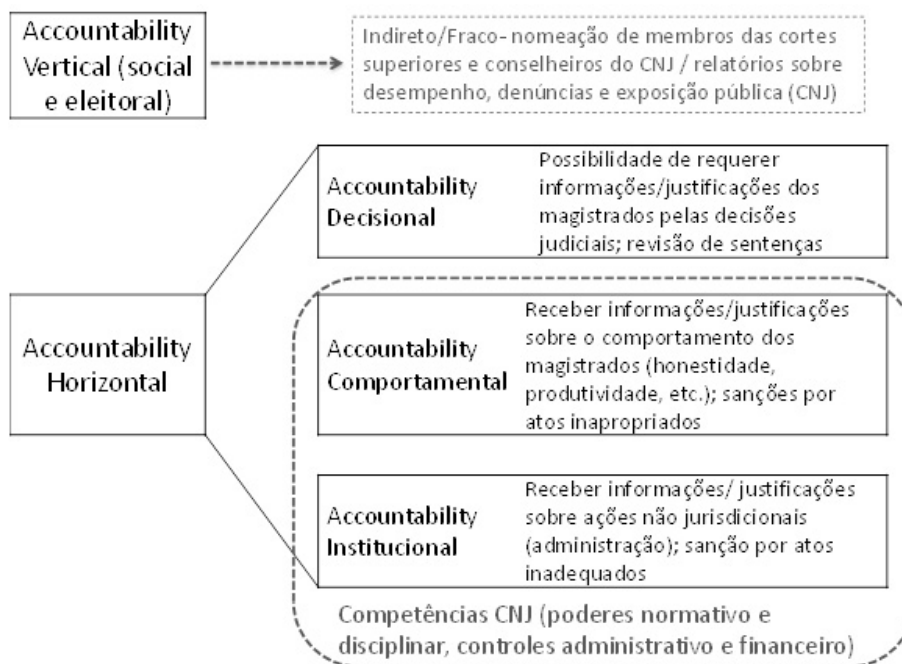 Accountability
Vertical (social
e eleitoral)
Indireto/Fraco- nomeação de membros das cortes
superiores e conselheiros do CNJ / relatórios sobre
desempenho, denúncias e exposição pública (CNJ)
Accountability
Horizontal
Accountability
Decisional
Possibilidade de requerer
informações/justificações dos
magistrados pelas decisões
judiciais; revisão de sentenças
Accountability
Comportamental
Receber informações/justificações
sobre o comportamento dos
magistrados (honestidade,
produtividade, etc.); sanções por
atos inapropriados
Accountability
Institucional
Receber informações/ justificações
sobre ações não jurisdicionais
(administração); sanção por atos
inadequados
Competências CNJ (poderes normativo e
disciplinar, controles administrativo e financeiro)